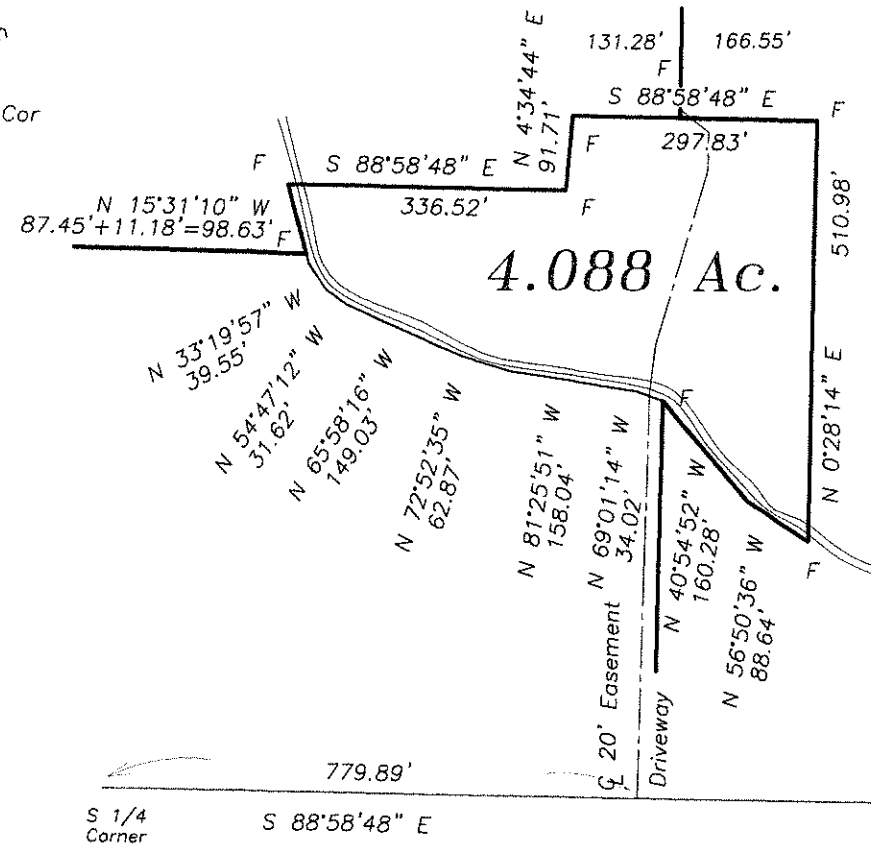 Cor
N 4°34'44" E
91.71'
131.28'
166.55'
F
S 88°58'48" E
F
297.83'
F
F
S 88°58'48" E
336.52'
F
N 15°31'10" W
87.45'+11.18'=98.63'
F
510.98'
N 0°28'14" E
4.088 Ac.
N 33°19'57" W
39.55'
N 54°47'12" W
31.62'
N 65°58'16" W
149.03'
N 72°52'35" W
62.87'
N 81°25'51" W
158.04'
N 69°01'14" W
34.02'
F
N 40°54'52" W
160.28'
N 56°50'36" W
88.64'
F
℄ 20' Easement
Driveway
779.89'
S 1/4
Corner
S 88°58'48" E